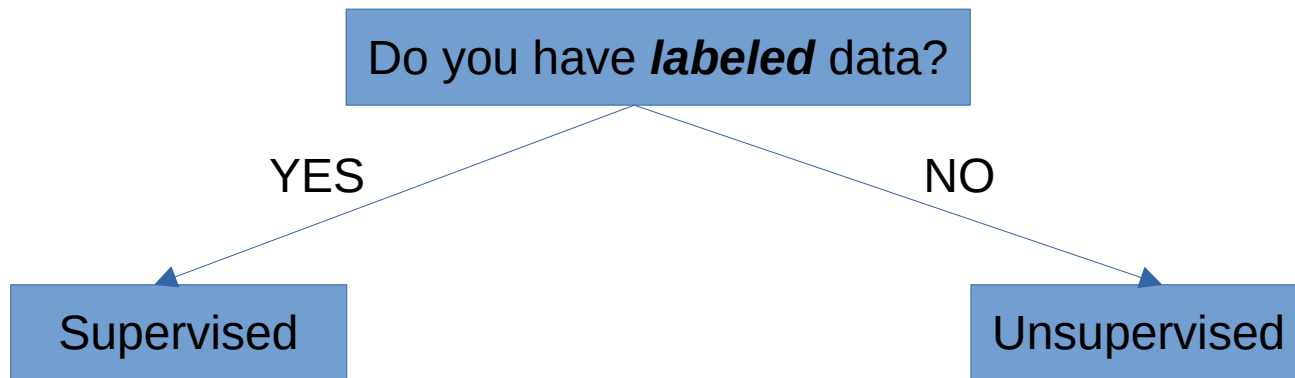 Do you have labeled data?
YES
NO
Supervised
Unsupervised